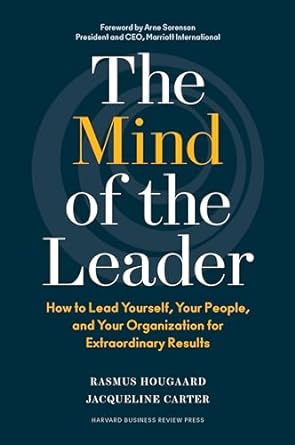 Foreword by Arne Sorenson
President and CEO, Marriott International
The
Mind
of the
Leader
How to Lead Yourself, Your People,
and Your Organization for
Extraordinary Results
RASMUS HOUGAARD
JACQUELINE CARTER
HARVARD BUSINESS REVIEW PRESS